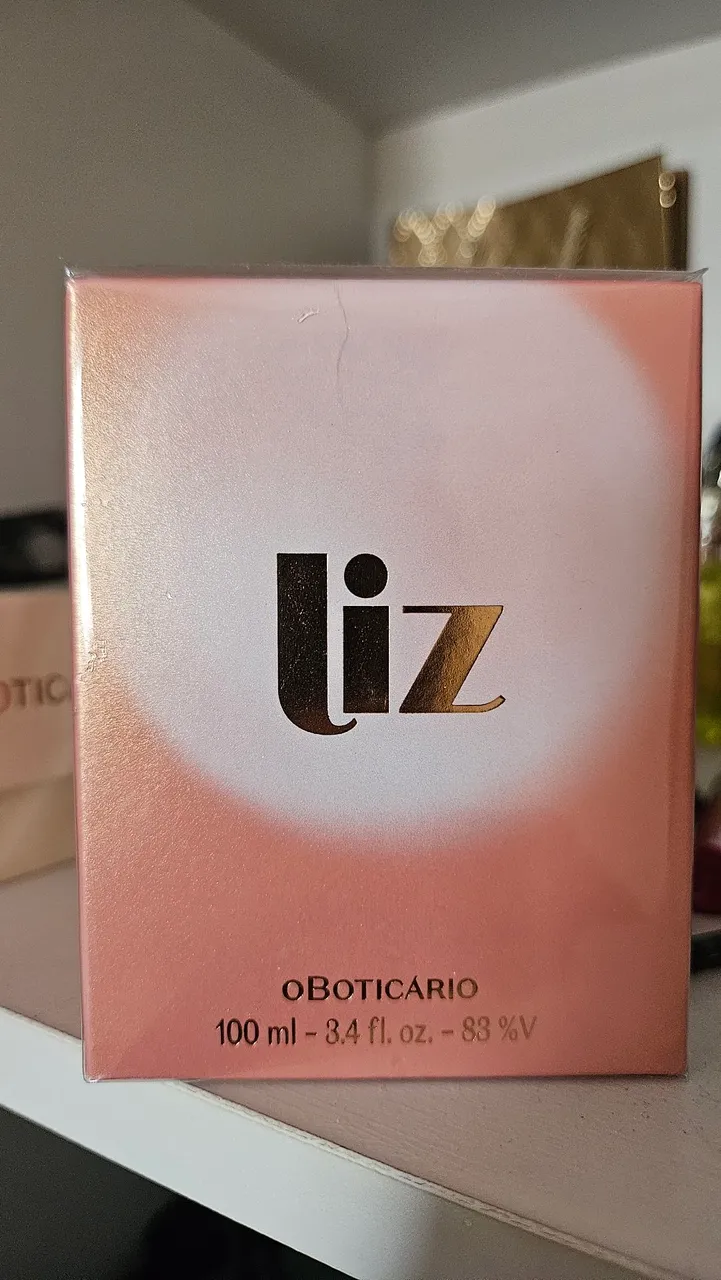 liz
oBOTICÁRIO
100 ml - 3.4 fl. oz. - 83 %V